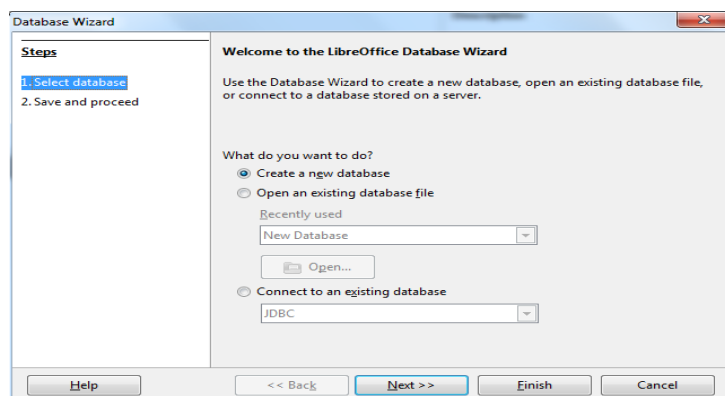 Database Wizard
Steps
1. Select database
2. Save and proceed
Welcome to the LibreOffice Database Wizard
Use the Database Wizard to create a new database, open an existing database file,
or connect to a database stored on a server.
What do you want to do?
Create a new database
Open an existing database file
Recently used
New Database
Open...
Connect to an existing database
JDBC
Help
<< Back
Next >>
Finish
Cancel